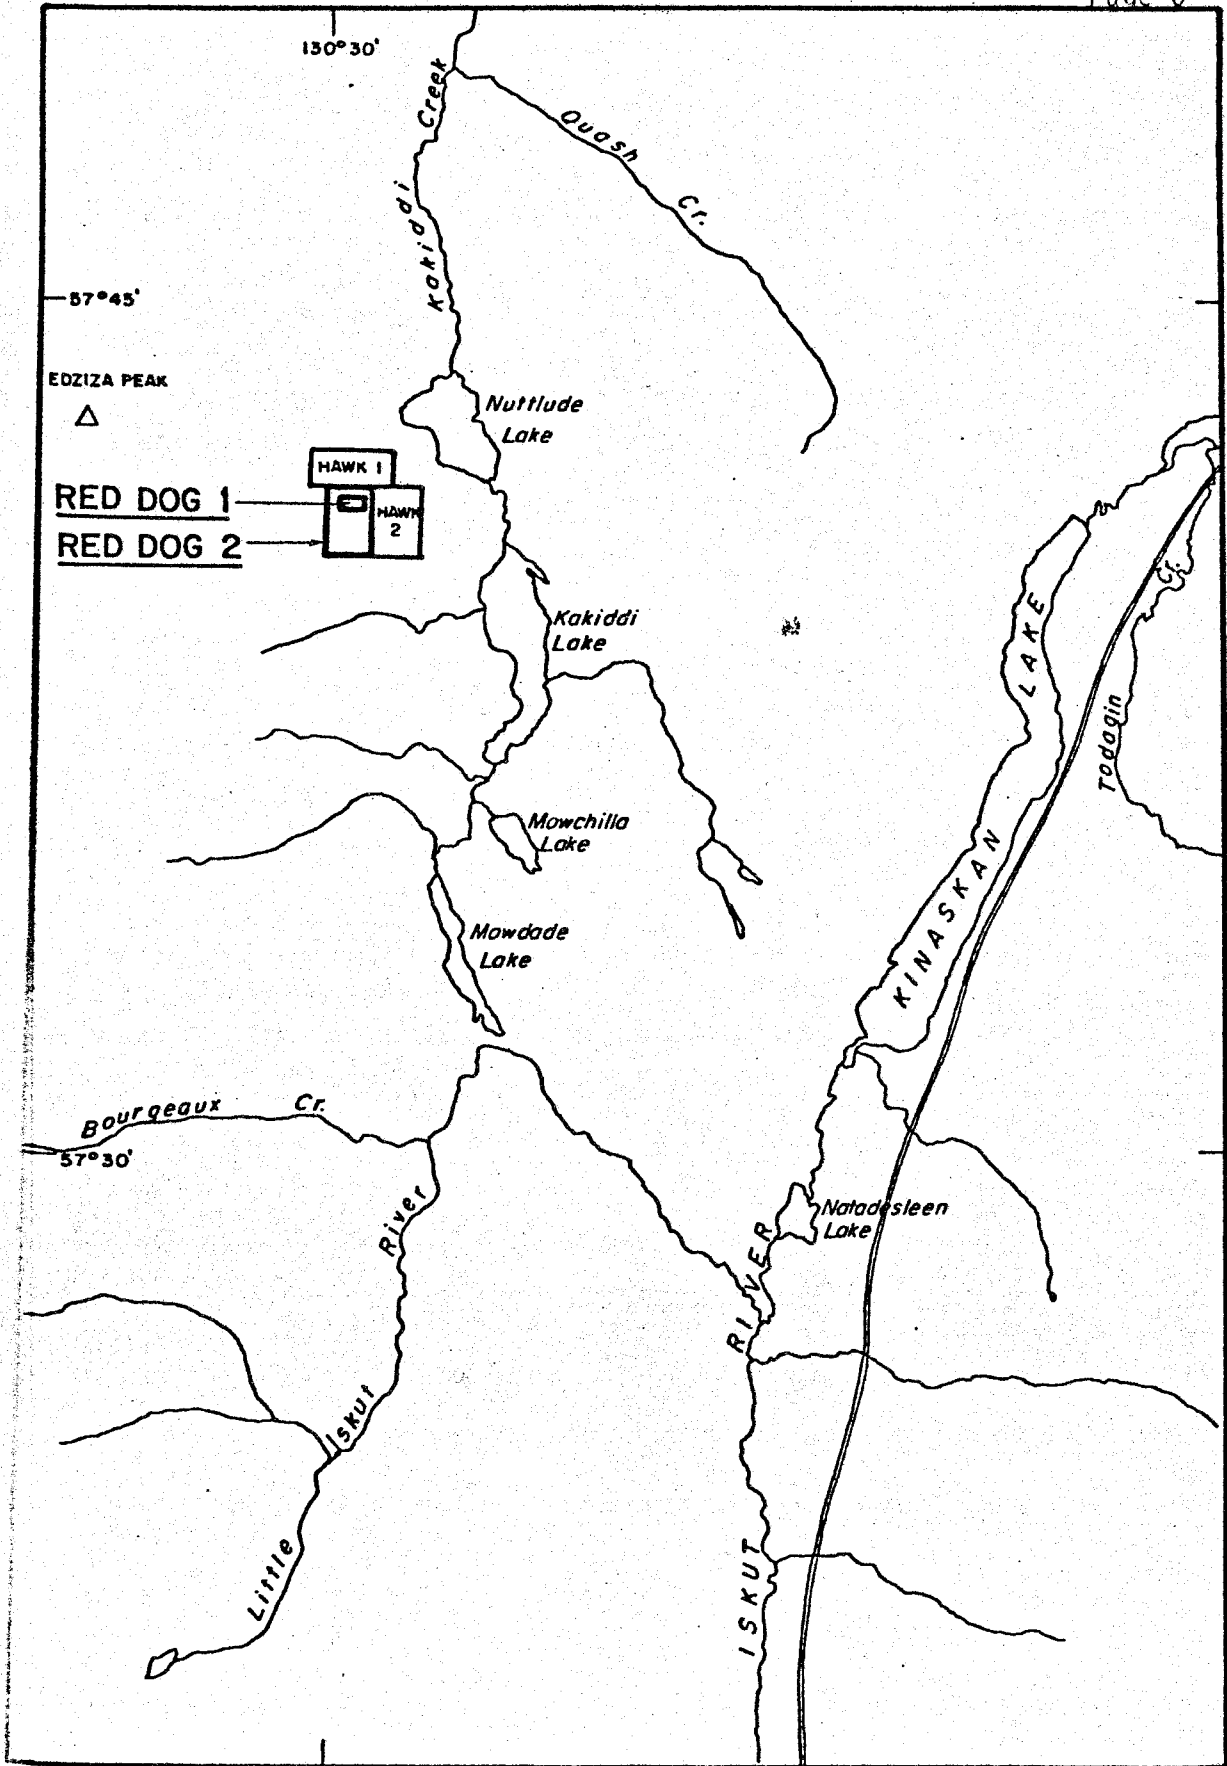 130°30'
Kakiddi Creek
Quash Cr.
57°45'
EDZIZA PEAK
Nuttlude
Lake
HAWK 1
RED DOG 1
HAWK
2
RED DOG 2
Kakiddi
Lake
KINASKAN LAKE
Todagin Cr.
Mowchilla
Lake
Mowdade
Lake
Bourgeaux Cr.
57°30'
Natadesleen
Lake
Little Iskut River
ISKUT RIVER